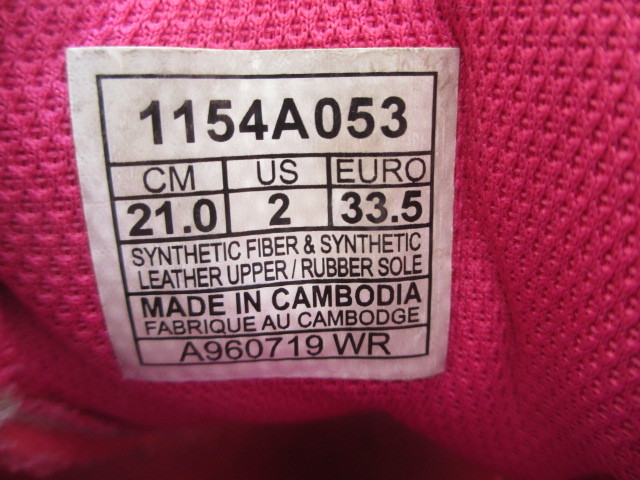 1154A053
CM US EURO
21.0 2 33.5
SYNTHETIC FIBER & SYNTHETIC
LEATHER UPPER / RUBBER SOLE
MADE IN CAMBODIA
FABRIQUE AU CAMBODGE
A960719 WR